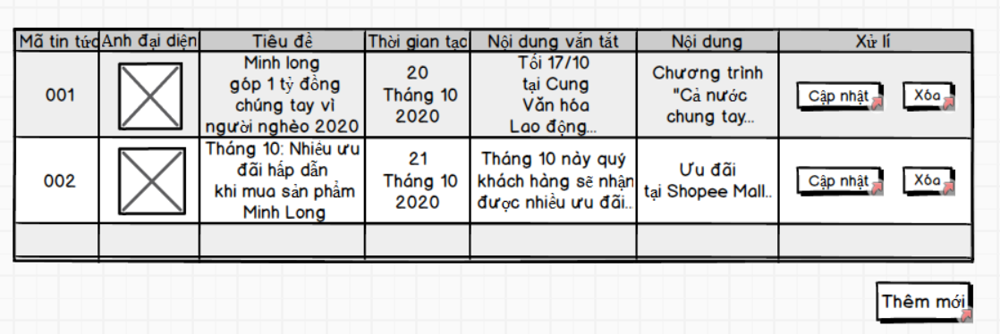 Mã tin tức Anh đại diện Tiêu đề Thời gian tạo Nội dung vắn tắt Nội dung Xử lí
001
Minh long
góp 1 tỷ đồng
chúng tay vì
người nghèo 2020
20
Tháng 10
2020
Tối 17/10
tại Cung
Văn hóa
Lao động...
Chương trình
"Cả nước
chung tay...
Cập nhật
Xóa
002
Tháng 10: Nhiều ưu
đãi hấp dẫn
khi mua sản phẩm
Minh Long
21
Tháng 10
2020
Tháng 10 này quý
khách hàng sẽ nhận
được nhiều ưu đãi..
Ưu đãi
tại Shopee Mall..
Cập nhật
Xóa
Thêm mới